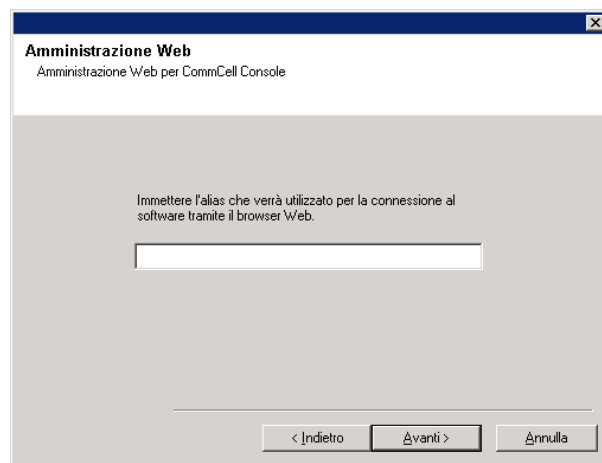 Amministrazione Web
Amministrazione Web per CommCell Console
Immettere l'alias che verrà utilizzato per la connessione al
software tramite il browser Web.
< Indietro
Avanti >
Annulla